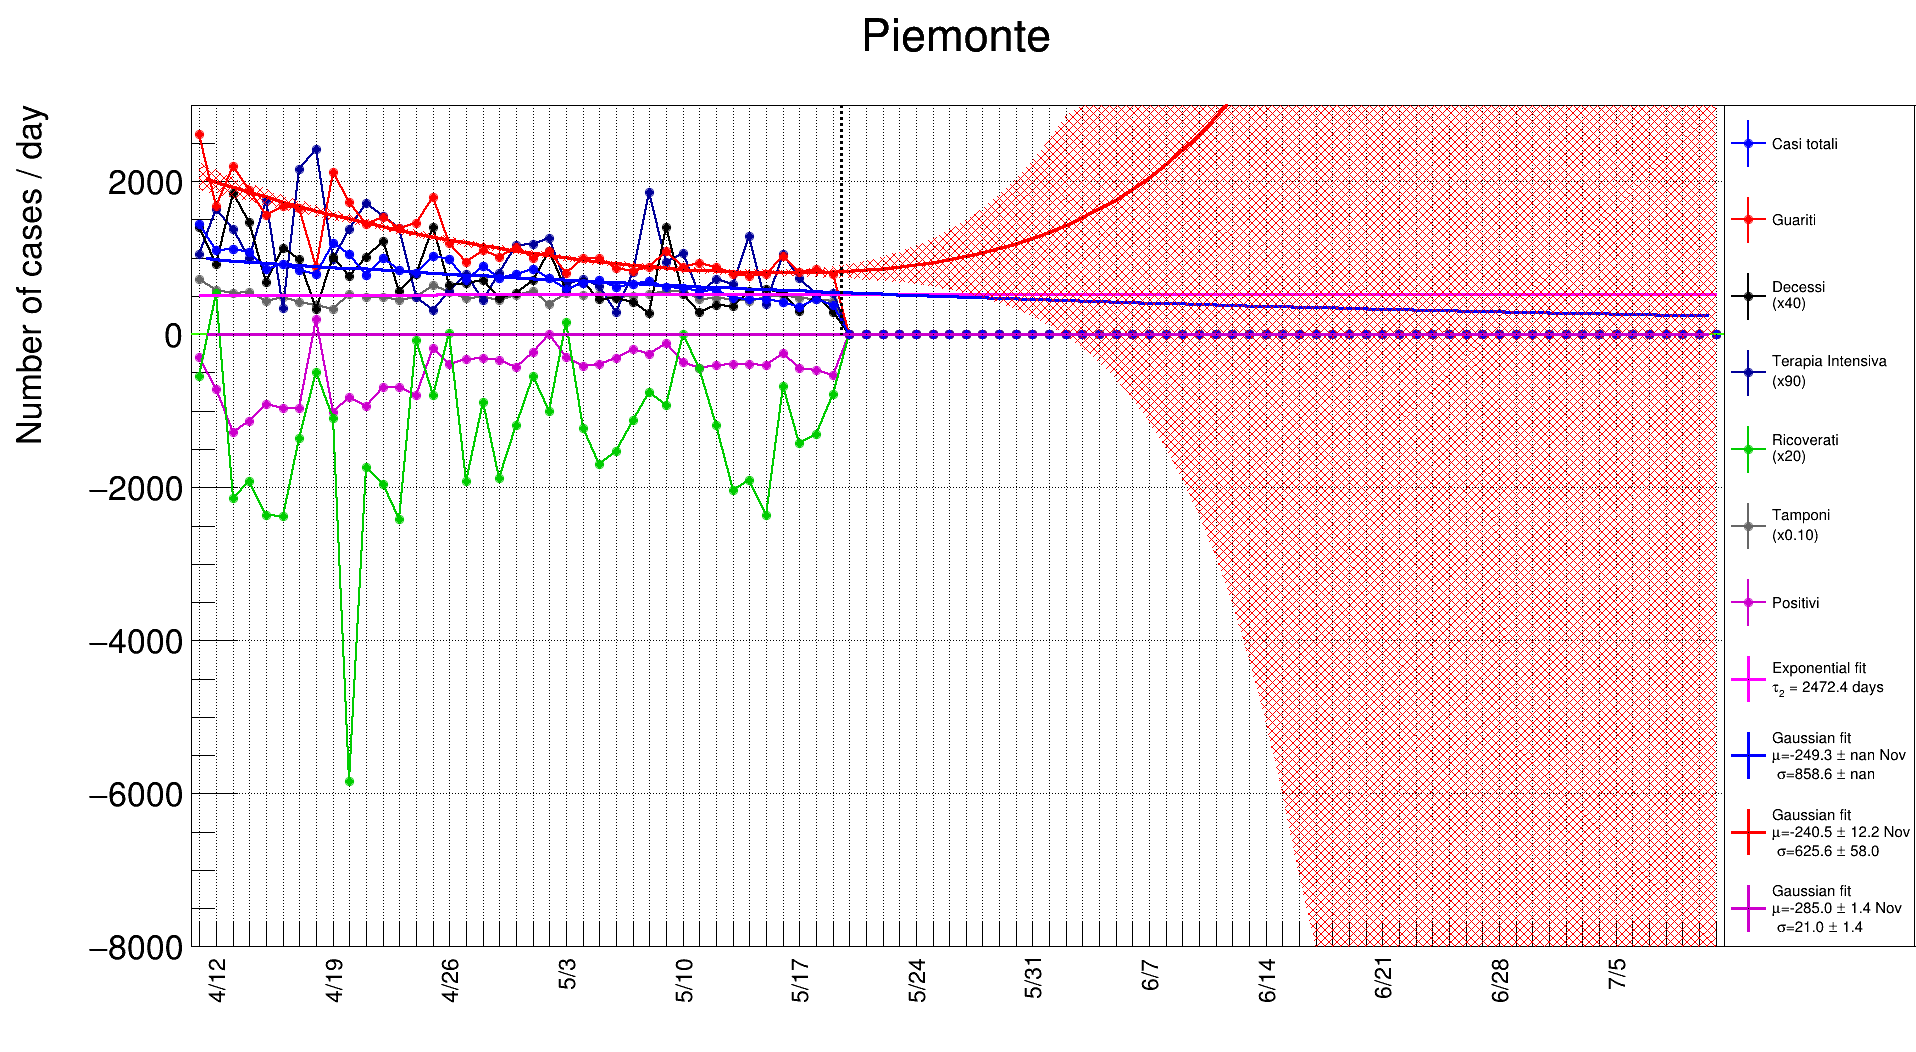 Piemonte
Number of cases / day
2000
0
−2000
−4000
−6000
−8000
4/12
4/19
4/26
5/3
5/10
5/17
5/24
5/31
6/7
6/14
6/21
6/28
7/5
Casi totali
Guariti
Decessi
(x40)
Terapia Intensiva
(x90)
Ricoverati
(x20)
Tamponi
(x0.10)
Positivi
Exponential fit
τ2 = 2472.4 days
Gaussian fit
μ=-249.3 ± nan Nov
σ=858.6 ± nan
Gaussian fit
μ=-240.5 ± 12.2 Nov
σ=625.6 ± 58.0
Gaussian fit
μ=-285.0 ± 1.4 Nov
σ=21.0 ± 1.4